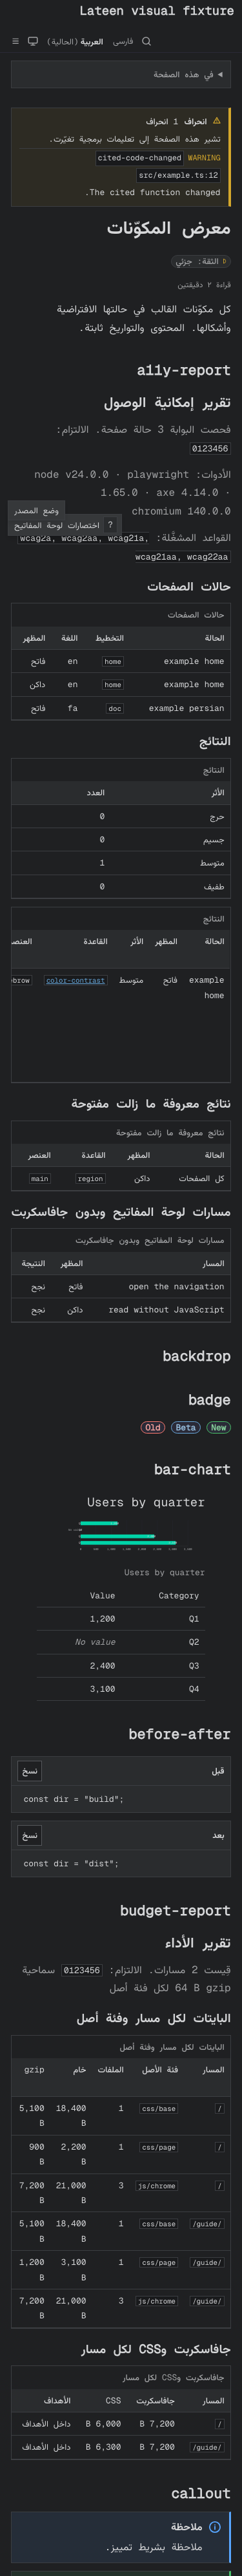 Lateen visual fixture
العربية (الحالية) فارسی
في هذه الصفحة
انحراف 1 انحراف
تشير هذه الصفحة إلى تعليمات برمجية تغيّرت.
WARNING cited-code-changed
src/example.ts:12
The cited function changed.
معرض المكوّنات
الثقة: جزئي
قراءة ٢ دقيقتين
كل مكوّنات القالب في حالتها الافتراضية
وأشكالها. المحتوى والتواريخ ثابتة.
a11y-report
تقرير إمكانية الوصول
فحصت البوابة 3 حالة صفحة. الالتزام:
0123456
الأدوات: node v24.0.0 · playwright
1.65.0 · axe 4.14.0 ·
chromium 140.0.0
وضع المصدر
? اختصارات لوحة المفاتيح
القواعد المشغَّلة: wcag2a, wcag2aa, wcag21a,
wcag21aa, wcag22aa
حالات الصفحات
حالات الصفحات
الحالة التخطيط اللغة المظهر
example home home en فاتح
example home home en داكن
example persian doc fa فاتح
النتائج
النتائج
الأثر العدد
حرج 0
جسيم 0
متوسط 1
طفيف 0
النتائج
الحالة المظهر الأثر القاعدة
example home فاتح متوسط color-contrast
نتائج معروفة ما زالت مفتوحة
نتائج معروفة ما زالت مفتوحة
الحالة المظهر القاعدة العنصر
كل الصفحات داكن region main
مسارات لوحة المفاتيح وبدون جافاسكربت
مسارات لوحة المفاتيح وبدون جافاسكربت
المسار المظهر النتيجة
open the navigation فاتح نجح
read without JavaScript داكن نجح
backdrop
badge
New Beta Old
bar-chart
Users by quarter
Users by quarter
Category Value
Q1 1,200
Q2 No value
Q3 2,400
Q4 3,100
before-after
قبل نسخ
const dir = "build";
بعد نسخ
const dir = "dist";
budget-report
تقرير الأداء
قيست 2 مسارات. الالتزام: 0123456 سماحية
64 B gzip لكل فئة أصل
البايتات لكل مسار وفئة أصل
البايتات لكل مسار وفئة أصل
المسار فئة الأصل الملفات خام gzip
/ css/base 1 18,400 B 5,100 B
/ css/page 1 2,200 B 900 B
/ js/chrome 3 21,000 B 7,200 B
/guide/ css/base 1 18,400 B 5,100 B
/guide/ css/page 1 3,100 B 1,200 B
/guide/ js/chrome 3 21,000 B 7,200 B
جافاسكربت وCSS لكل مسار
جافاسكربت وCSS لكل مسار
المسار جافاسكربت CSS الأهداف
/ 7,200 B 6,000 B داخل الأهداف
/guide/ 7,200 B 6,300 B داخل الأهداف
callout
ملاحظة
ملاحظة بشريط تمييز.